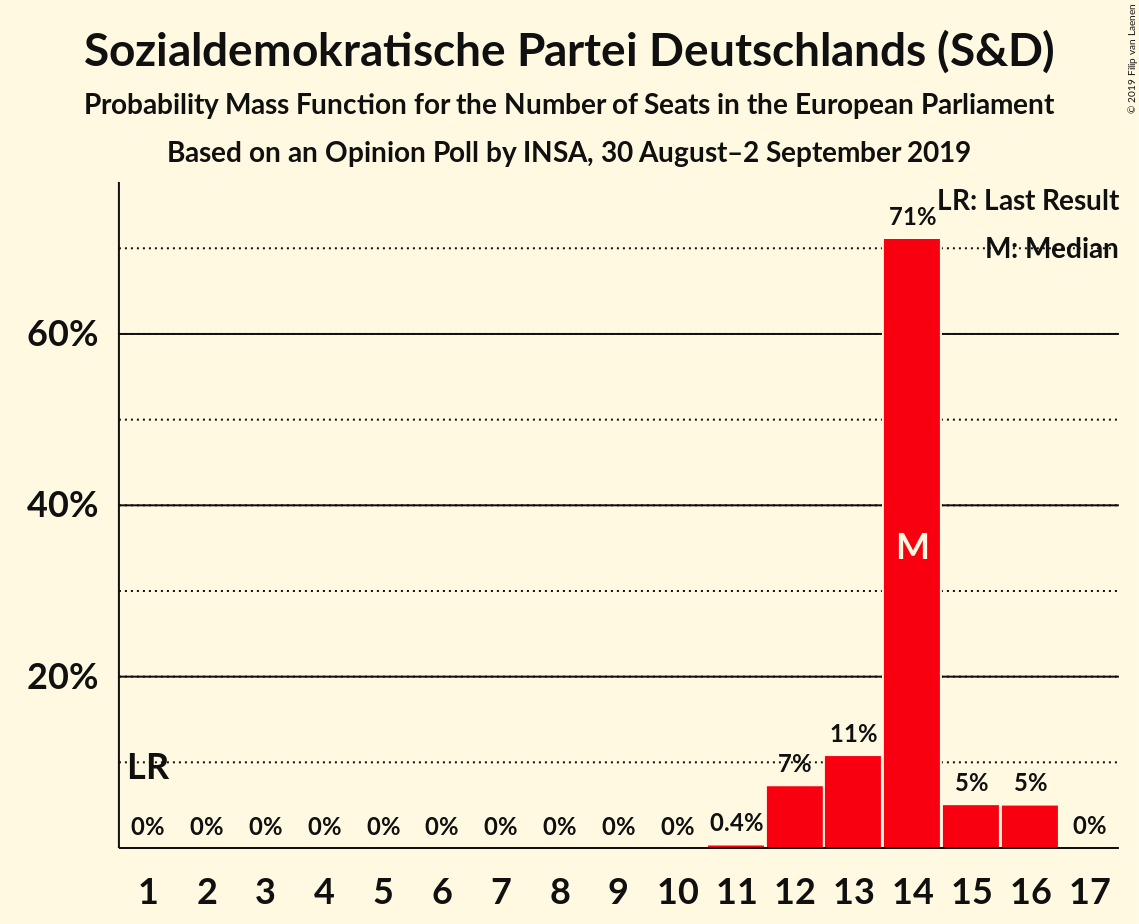 Sozialdemokratische Partei Deutschlands (S&D)
Probability Mass Function for the Number of Seats in the European Parliament
Based on an Opinion Poll by INSA, 30 August–2 September 2019
© 2019 Filip van Laenen
LR: Last Result
M: Median
71%
60%
40%
M
20%
11%
7%
LR
5% 5%
0% 0% 0% 0% 0% 0% 0% 0% 0% 0% 0.4% 0%
1 2 3 4 5 6 7 8 9 10 11 12 13 14 15 16 17